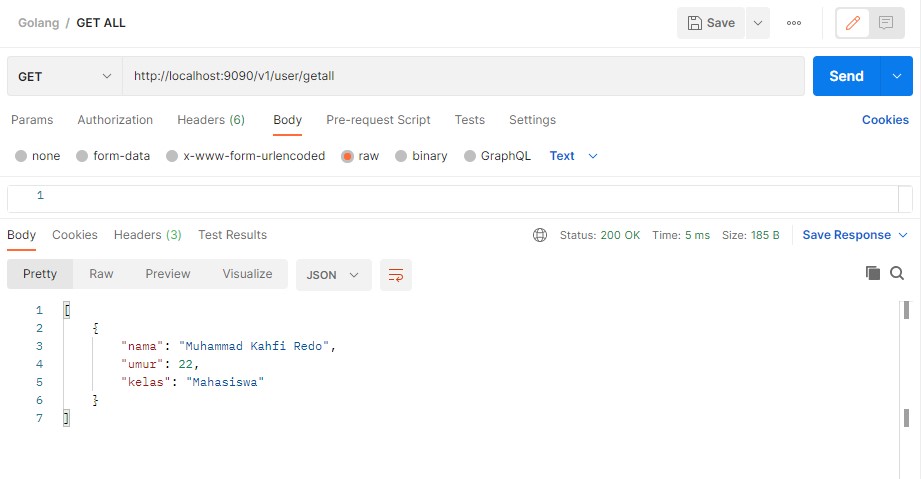 Golang / GET ALL
Save
GET http://localhost:9090/v1/user/getall Send
Params Authorization Headers (6) Body Pre-request Script Tests Settings Cookies
none form-data x-www-form-urlencoded raw binary GraphQL Text
1
Body Cookies Headers (3) Test Results Status: 200 OK Time: 5 ms Size: 185 B Save Response
Pretty Raw Preview Visualize JSON
1 [
2 {
3 "nama": "Muhammad Kahfi Redo",
4 "umur": 22,
5 "kelas": "Mahasiswa"
6 }
7 ]